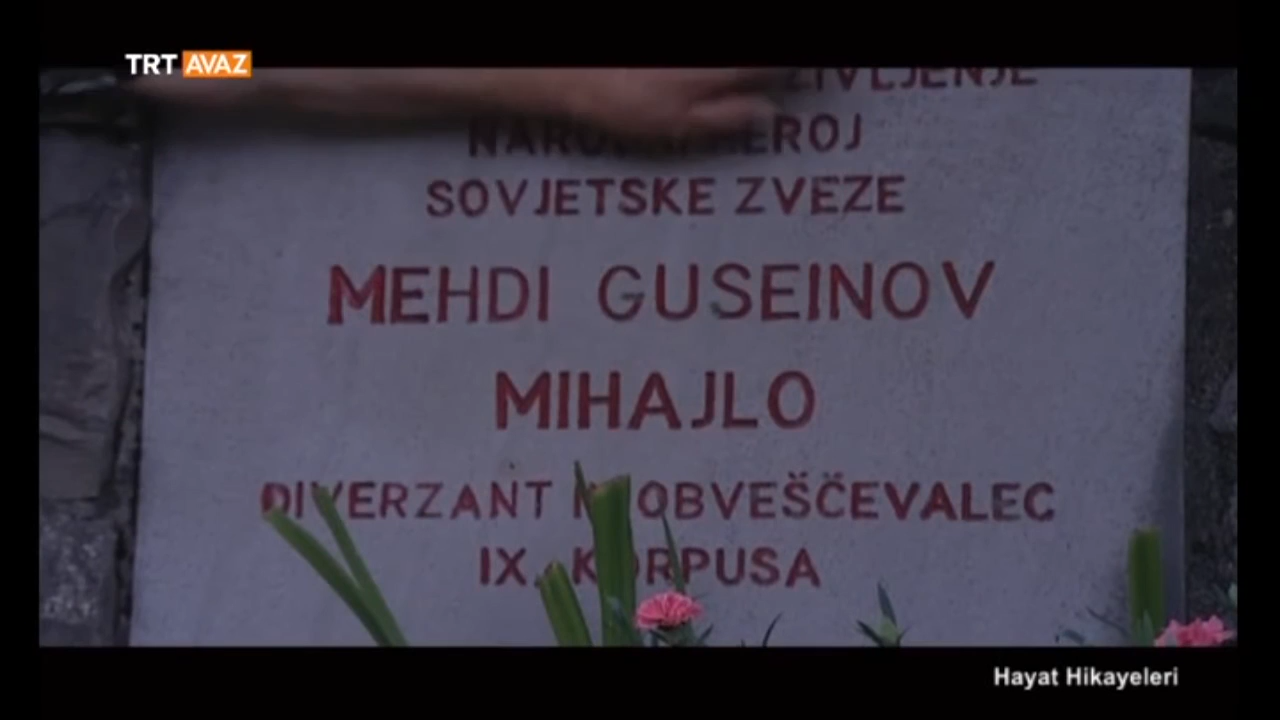 TRT AVAZ
SOVJETSKE ZVEZE
MEHDI GUSEINOV
MIHAJLO
DIVERZANT OBVEŠČEVALEC
IX. KORPUSA
Hayat Hikayeleri